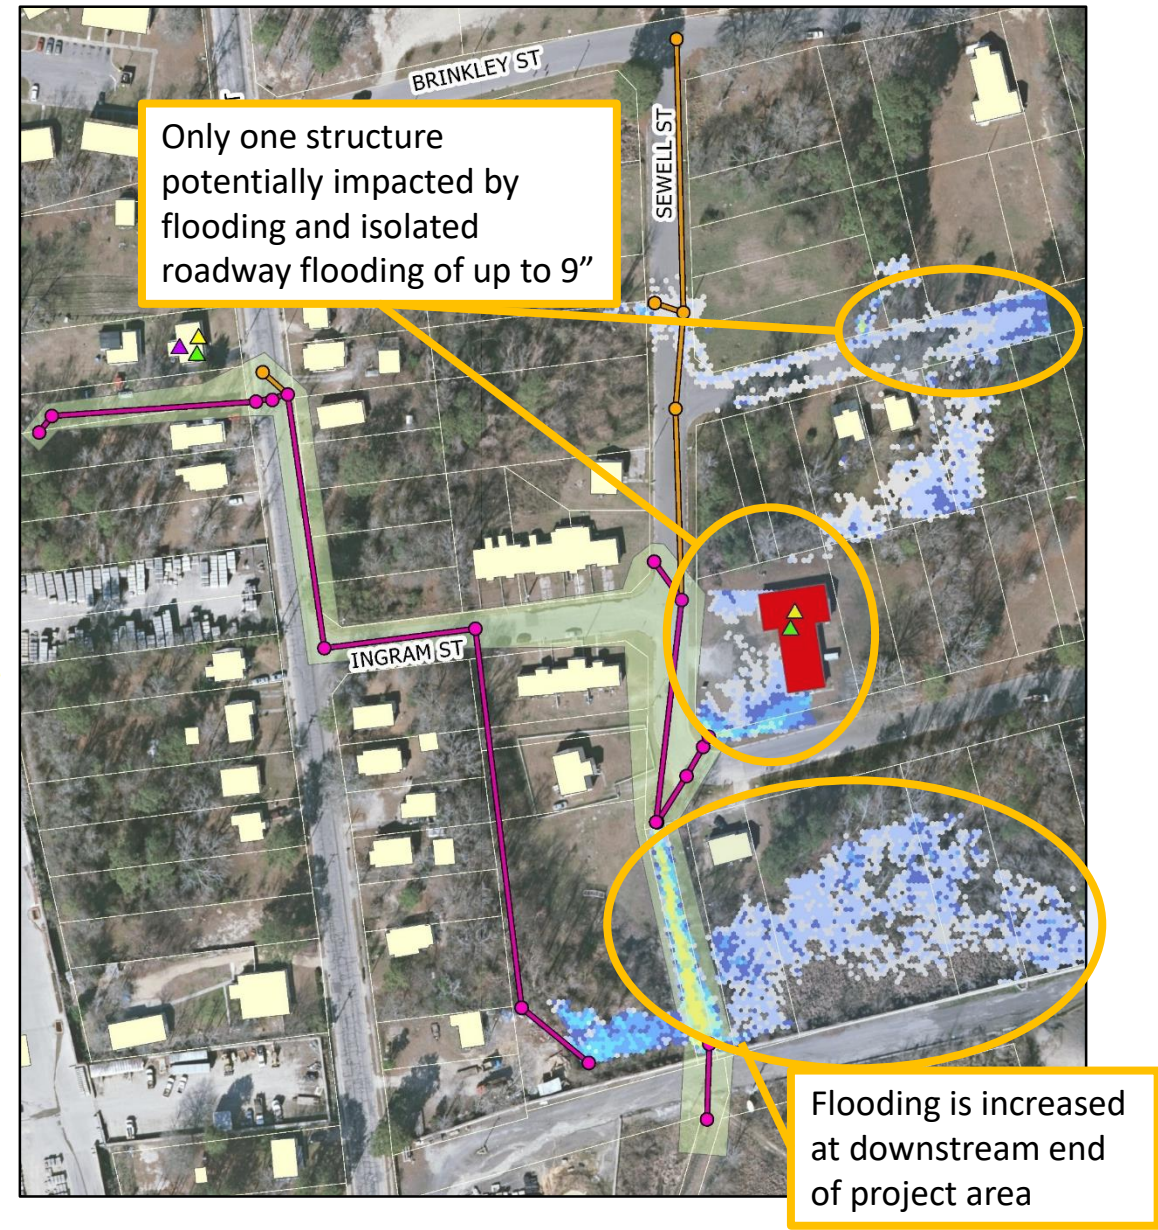 BRINKLEY ST
SEWELL ST
Only one structure
potentially impacted by
flooding and isolated
roadway flooding of up to 9”
INGRAM ST
Flooding is increased
at downstream end
of project area